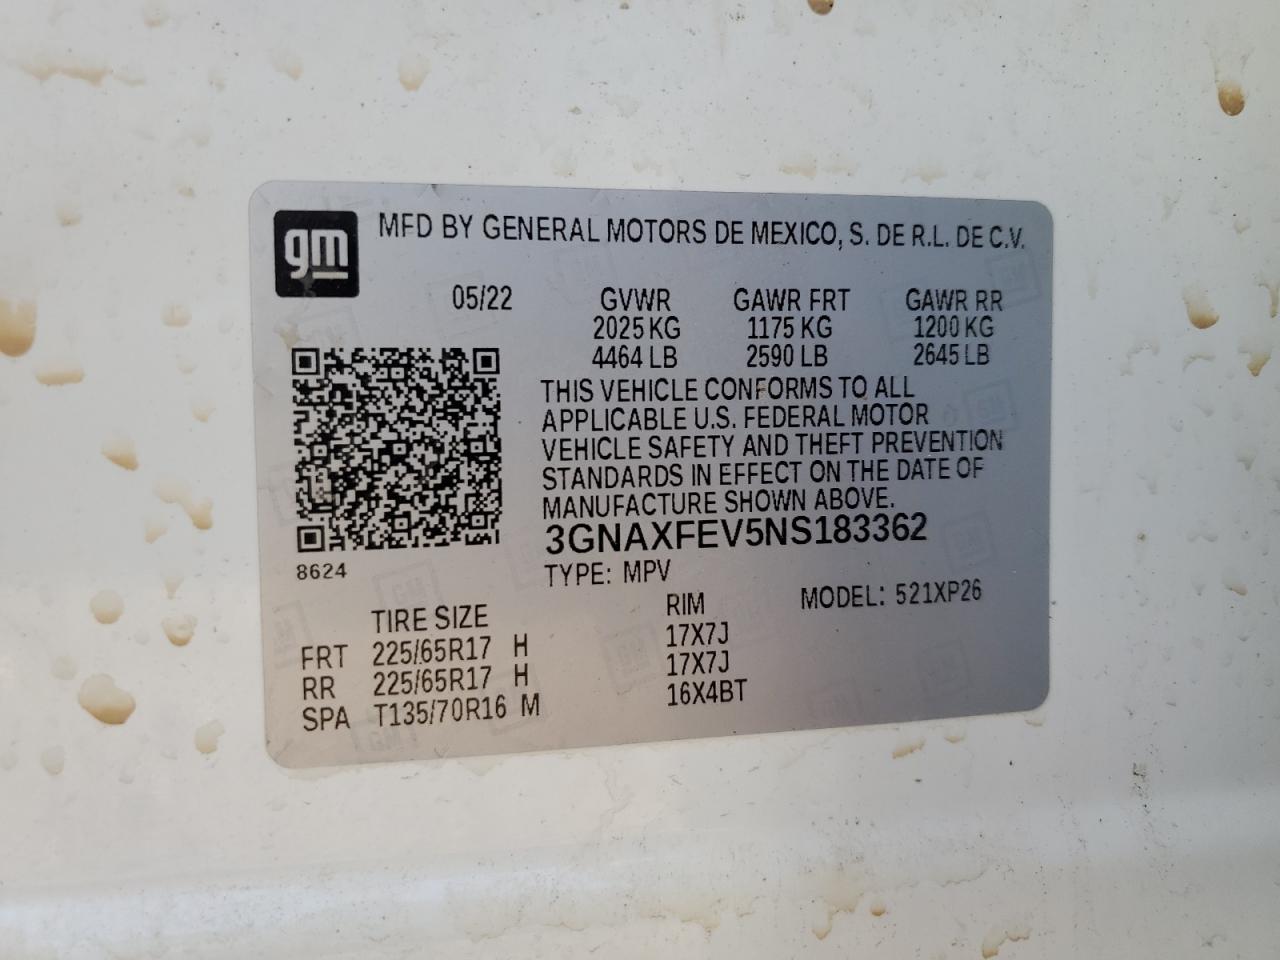 gm
MFD BY GENERAL MOTORS DE MEXICO, S. DE R.L. DE C.V.
05/22 GVWR GAWR FRT GAWR RR
2025 KG 1175 KG 1200 KG
4464 LB 2590 LB 2645 LB
THIS VEHICLE CONFORMS TO ALL
APPLICABLE U.S. FEDERAL MOTOR
VEHICLE SAFETY AND THEFT PREVENTION
STANDARDS IN EFFECT ON THE DATE OF
MANUFACTURE SHOWN ABOVE.
3GNAXFEV5NS183362
8624
TYPE: MPV MODEL: 521XP26
TIRE SIZE RIM
FRT 225/65R17 H 17X7J
RR 225/65R17 H 17X7J
SPA T135/70R16 M 16X4BT